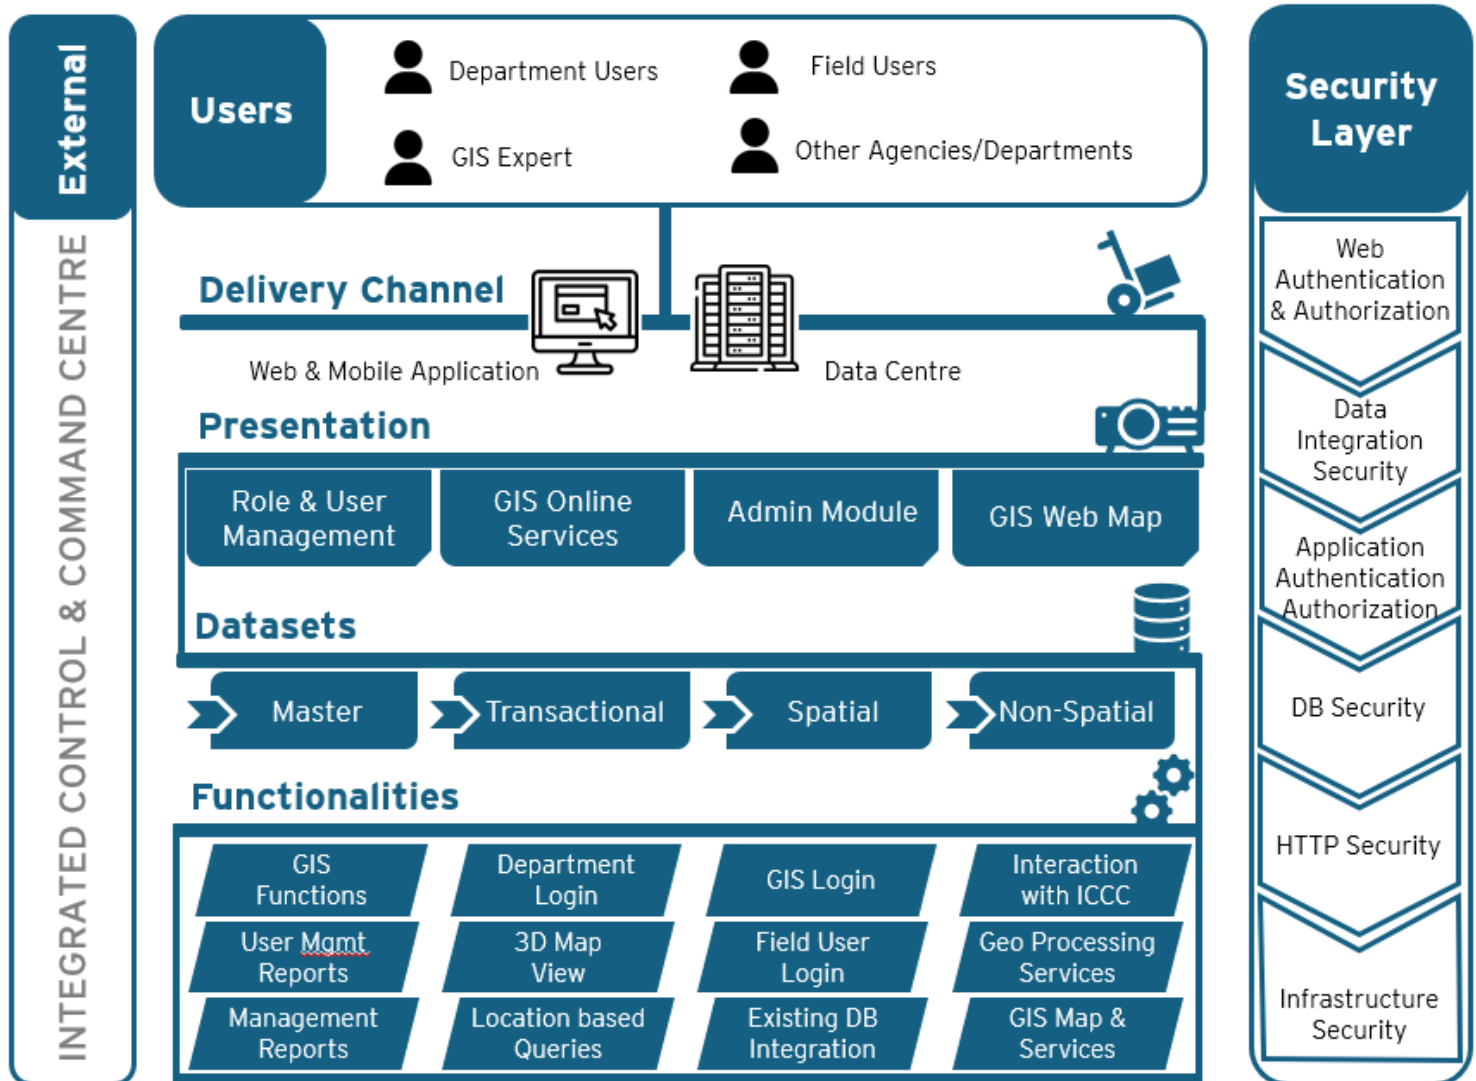 External
INTEGRATED CONTROL & COMMAND CENTRE
Users
Department Users
Field Users
GIS Expert
Other Agencies/Departments
Delivery Channel
Web & Mobile Application
Data Centre
Presentation
Role & User
Management
GIS Online
Services
Admin Module
GIS Web Map
Datasets
Master
Transactional
Spatial
Non-Spatial
Functionalities
GIS
Functions
Department
Login
GIS Login
Interaction
with ICCC
User Mgmt
Reports
3D Map
View
Field User
Login
Geo Processing
Services
Management
Reports
Location based
Queries
Existing DB
Integration
GIS Map &
Services
Security
Layer
Web
Authentication
& Authorization
Data
Integration
Security
Application
Authentication
Authorization
DB Security
HTTP Security
Infrastructure
Security